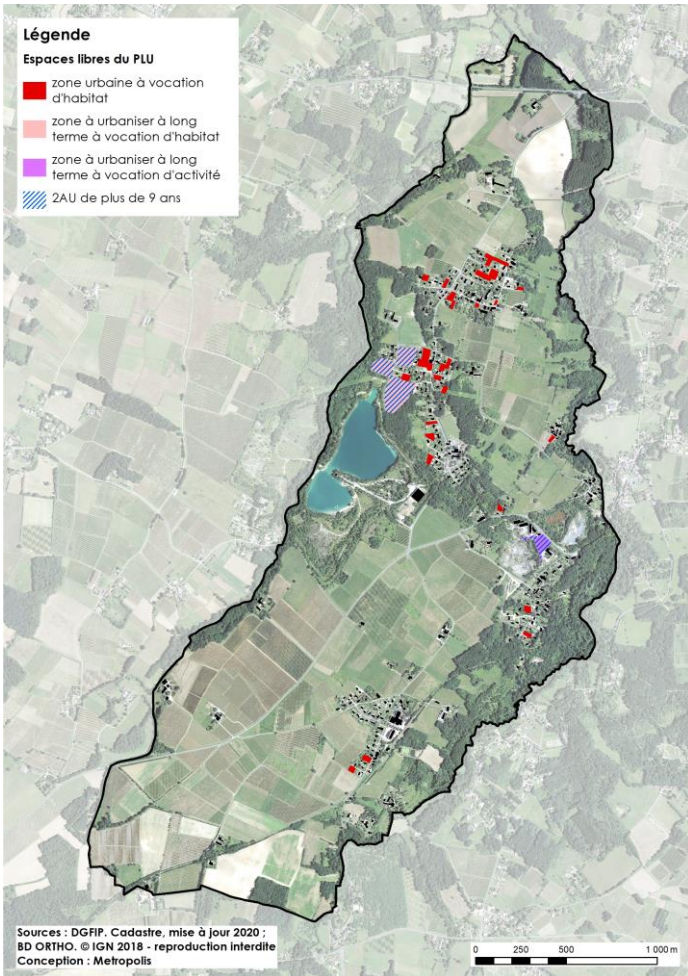 Légende
Espaces libres du PLU
zone urbaine à vocation
d'habitat
zone à urbaniser à long
terme à vocation d'habitat
zone à urbaniser à long
terme à vocation d'activité
2AU de plus de 9 ans
Sources : DGFIP. Cadastre, mise à jour 2020 ;
BD ORTHO. © IGN 2018 - reproduction interdite
Conception : Metropolis
0 250 500 1 000 m